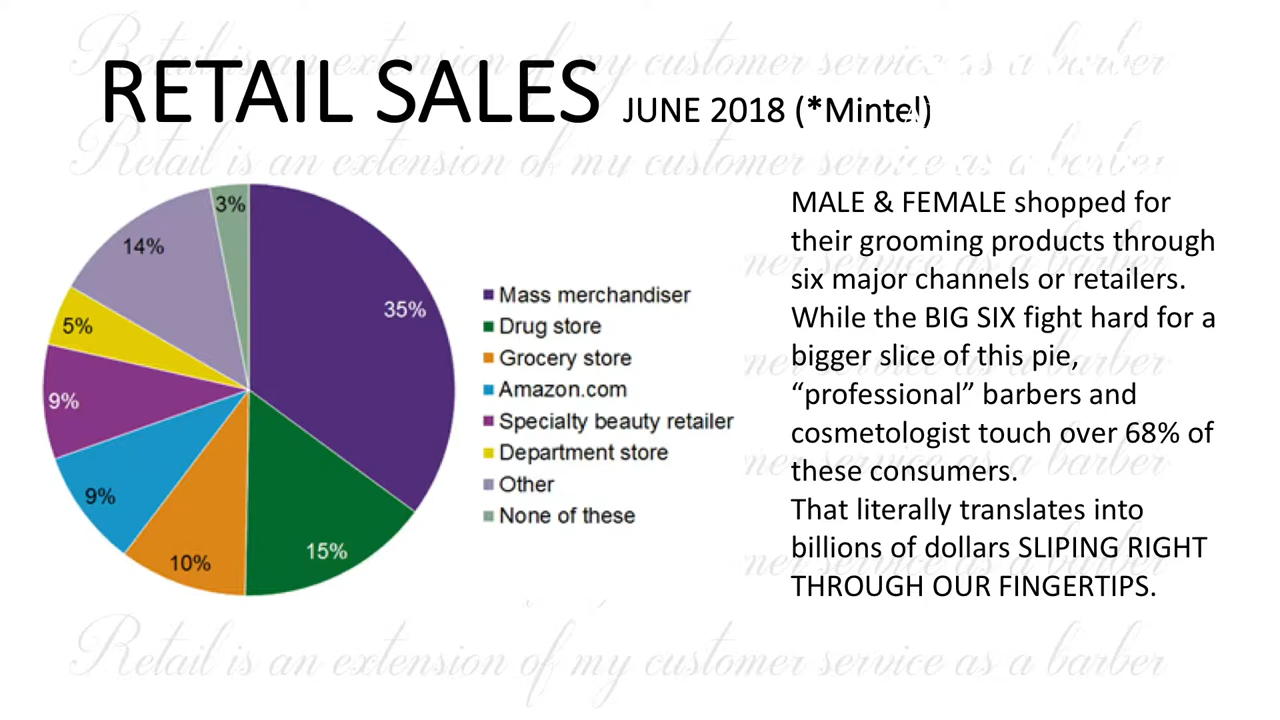 Retail is an extension of my customer service as a barber
RETAIL SALES JUNE 2018 (*Mintel)
Retail is an extension of my customer service as a barber
3%
14%
35%
5%
9%
9%
10%
15%
Mass merchandiser
Drug store
Grocery store
Amazon.com
Specialty beauty retailer
Department store
Other
None of these
MALE & FEMALE shopped for
their grooming products through
six major channels or retailers.
While the BIG SIX fight hard for a
bigger slice of this pie,
“professional” barbers and
cosmetologist touch over 68% of
these consumers.
That literally translates into
billions of dollars SLIPING RIGHT
THROUGH OUR FINGERTIPS.
Retail is an extension of my customer service as a barber